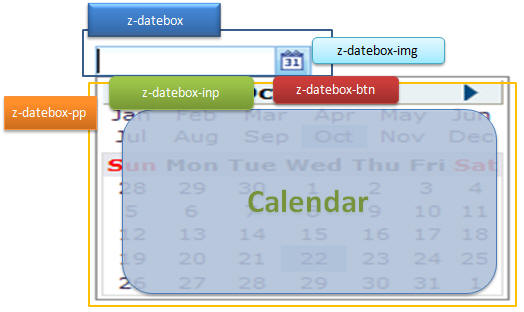 z-datebox
31
z-datebox-img
z-datebox-inp
z-datebox-btn
z-datebox-pp
Jan Feb Mar Apr May Jun
Jul Aug Sep Oct Nov Dec
Sun Mon Tue Wed Thu Fri Sat
28 29 30 1 2 3 4
5 6 7 8 9 10 11
Calendar
12 13 14 15 16 17 18
19 20 21 22 23 24 25
26 27 28 29 30 31 1